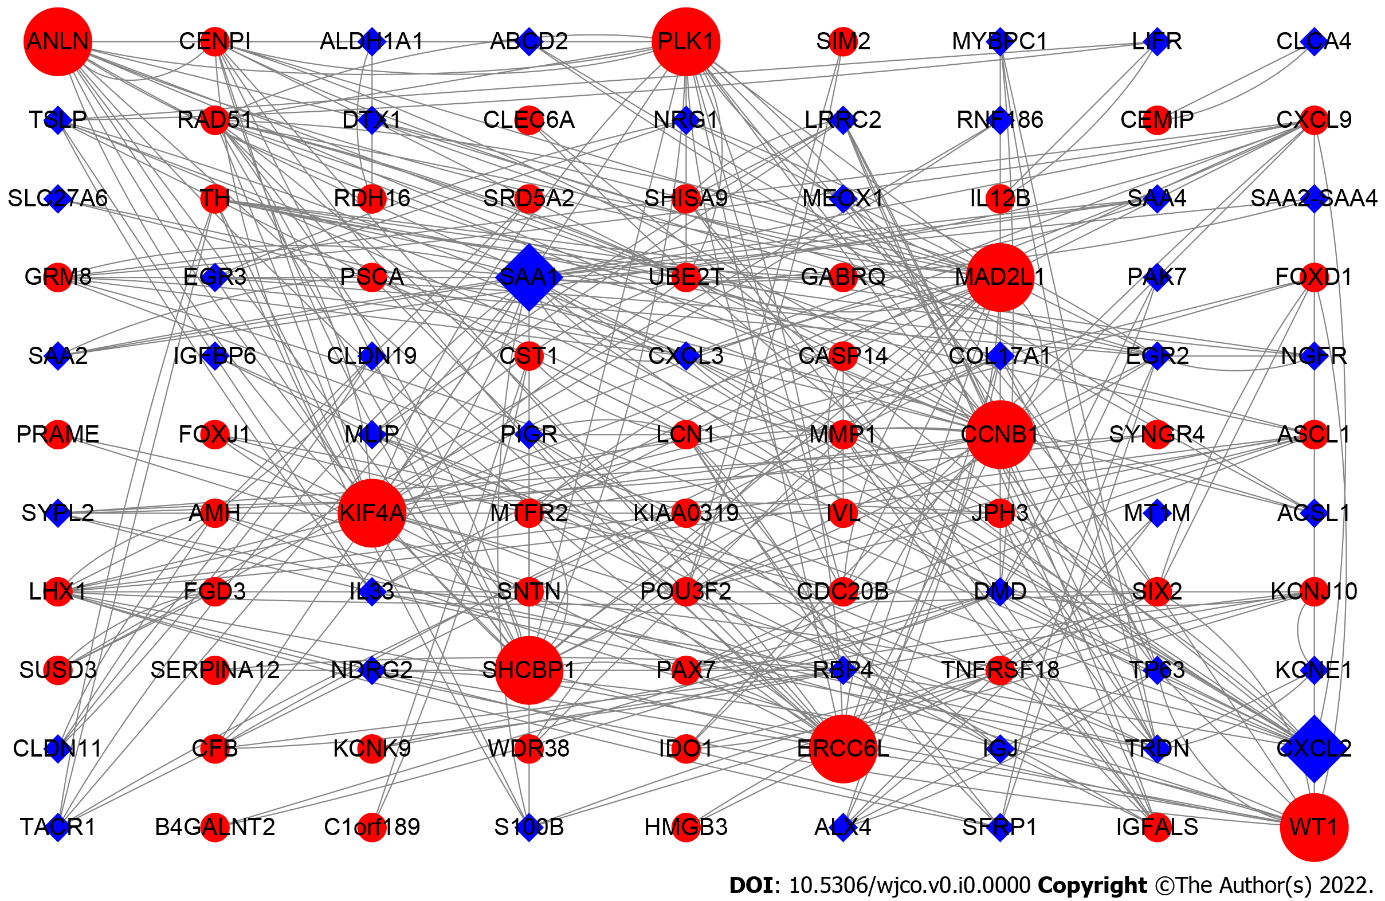 ANLN CENPI ALDH1A1 ABCD2 PLK1 SIM2 MYBPC1 LIFR CLCA4
TSLP RAD51 DTX1 CLEC6A NRG1 LRRC2 RNF186 CEMIP CXCL9
SLC27A6 TH RDH16 SRD5A2 SHISA9 MEOX1 IL12B SAA4 SAA2-SAA4
GRM8 EGR3 PSCA SAA1 UBE2T GABRQ MAD2L1 PAK7 FOXD1
SAA2 IGFBP6 CLDN19 CST1 CXCL3 CASP14 COL17A1 EGR2 NGFR
PRAME FOXJ1 MLIP PIGR LCN1 MMP1 CCNB1 SYNGR4 ASCL1
SYPL2 AMH KIF4A MTFR2 KIAA0319 IVL JPH3 MT1M ACSL1
LHX1 FGD3 IL33 SNTN POU3F2 CDC20B DMD SIX2 KCNJ10
SUSD3 SERPINA12 NDRG2 SHCBP1 PAX7 RBP4 TNFRSF18 TP63 KCNE1
CLDN11 CFB KCNK9 WDR38 IDO1 ERCC6L IGJ TRDN CXCL2
TACR1 B4GALNT2 C1orf189 S100B HMGB3 ALX4 SFRP1 IGFALS WT1
DOI: 10.5306/wjco.v0.i0.0000 Copyright ©The Author(s) 2022.